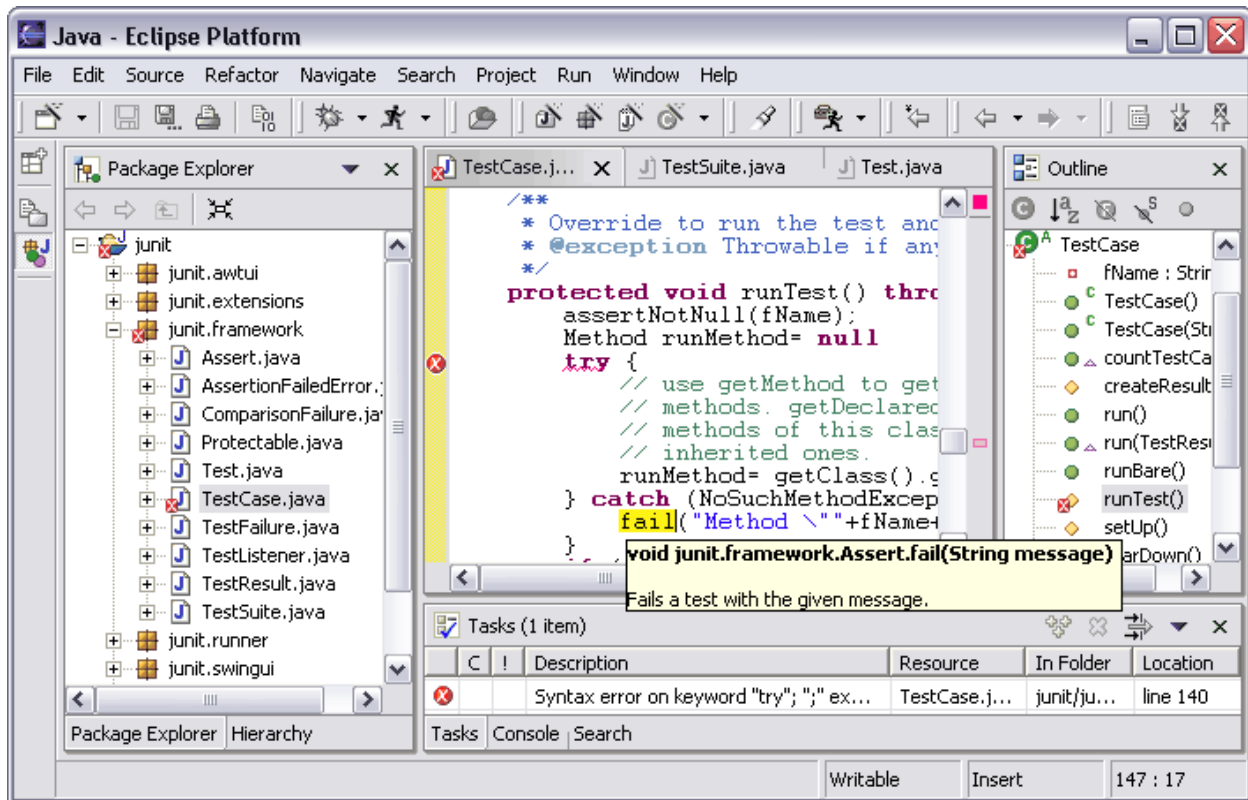 Java - Eclipse Platform
File Edit Source Refactor Navigate Search Project Run Window Help
Package Explorer
junit
junit.awtui
junit.extensions
junit.framework
Assert.java
AssertionFailedError.j
ComparisonFailure.jav
Protectable.java
Test.java
TestCase.java
TestFailure.java
TestListener.java
TestResult.java
TestSuite.java
junit.runner
junit.swingui
Package Explorer Hierarchy
TestCase.j... TestSuite.java Test.java
/**
* Override to run the test and
* @exception Throwable if any
*/
protected void runTest() thro
assertNotNull(fName);
Method runMethod= null
try {
// use getMethod to get
// methods. getDeclared
// methods of this clas
// inherited ones.
runMethod= getClass().g
} catch (NoSuchMethodExcep
fail("Method \""+fName+
}
void junit.framework.Assert.fail(String message)
Fails a test with the given message.
Outline
TestCase
fName : Strin
TestCase()
TestCase(Stri
countTestCa
createResult
run()
run(TestResu
runBare()
runTest()
setUp()
arDown()
Tasks (1 item)
C ! Description Resource In Folder Location
Syntax error on keyword "try"; ";" ex... TestCase.j... junit/ju... line 140
Tasks Console Search
Writable Insert 147 : 17